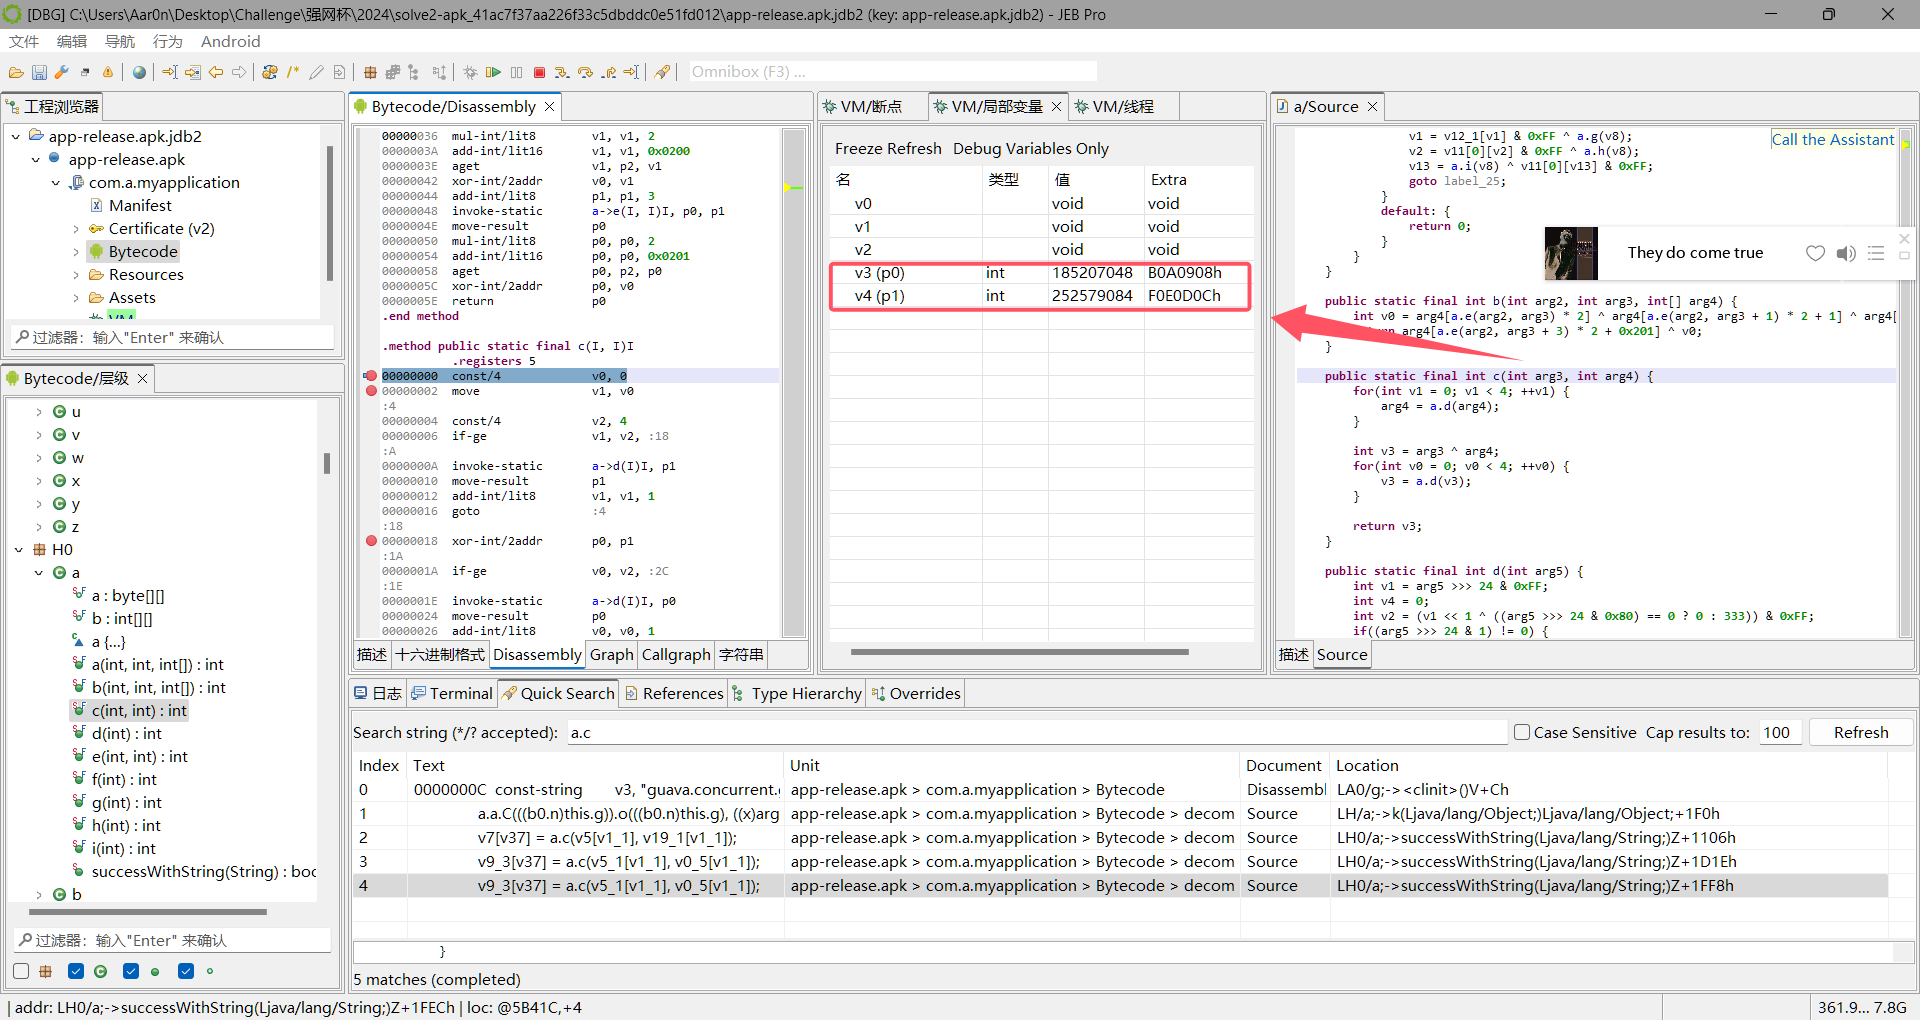 [DBG] C:\Users\Aar0n\Desktop\Challenge\强网杯\2024\solve2-apk_41ac7f37aa226f33c5dbddc0e51fd012\app-release.apk.jdb2 (key: app-release.apk.jdb2) - JEB Pro
文件 编辑 导航 行为 Android
Omnibox (F3) ...
工程浏览器
app-release.apk.jdb2
app-release.apk
com.a.myapplication
Manifest
Certificate (v2)
Bytecode
Resources
Assets
VM
过滤器：输入"Enter" 来确认
Bytecode/层级
u
v
w
x
y
z
H0
a
a : byte[][]
b : int[][]
a {...}
a(int, int, int[]) : int
b(int, int, int[]) : int
c(int, int) : int
d(int) : int
e(int, int) : int
f(int) : int
g(int) : int
h(int) : int
i(int) : int
successWithString(String) : boo
b
过滤器：输入"Enter" 来确认
Bytecode/Disassembly
00000036 mul-int/lit8 v1, v1, 2
0000003A add-int/lit16 v1, v1, 0x0200
0000003E aget v1, p2, v1
00000042 xor-int/2addr v0, v1
00000044 add-int/lit8 p1, p1, 3
00000048 invoke-static a->e(I, I)I, p0, p1
0000004E move-result p0
00000050 mul-int/lit8 p0, p0, 2
00000054 add-int/lit16 p0, p0, 0x0201
00000058 aget p0, p2, p0
0000005C xor-int/2addr p0, v0
0000005E return p0
.end method
.method public static final c(I, I)I
.registers 5
00000000 const/4 v0, 0
00000002 move v1, v0
:4
00000004 const/4 v2, 4
00000006 if-ge v1, v2, :18
:A
0000000A invoke-static a->d(I)I, p1
00000010 move-result p1
00000012 add-int/lit8 v1, v1, 1
00000016 goto :4
:18
00000018 xor-int/2addr p0, p1
:1A
0000001A if-ge v0, v2, :2C
:1E
0000001E invoke-static a->d(I)I, p0
00000024 move-result p0
00000026 add-int/lit8 v0, v0, 1
描述 十六进制格式 Disassembly Graph Callgraph 字符串
VM/断点 VM/局部变量 VM/线程
Freeze Refresh Debug Variables Only
名 类型 值 Extra
v0 void void
v1 void void
v2 void void
v3 (p0) int 185207048 B0A0908h
v4 (p1) int 252579084 F0E0D0Ch
a/Source
Call the Assistant
v1 = v12_1[v1] & 0xFF ^ a.g(v8);
v2 = v11[0][v2] & 0xFF ^ a.h(v8);
v13 = a.i(v8) ^ v11[0][v13] & 0xFF;
goto label_25;
}
default: {
return 0;
}
}
}
They do come true
public static final int b(int arg2, int arg3, int[] arg4) {
int v0 = arg4[a.e(arg2, arg3) * 2] ^ arg4[a.e(arg2, arg3 + 1) * 2 + 1] ^ arg4[
arg4[a.e(arg2, arg3 + 3) * 2 + 0x201] ^ v0;
}
public static final int c(int arg3, int arg4) {
for(int v1 = 0; v1 < 4; ++v1) {
arg4 = a.d(arg4);
}
int v3 = arg3 ^ arg4;
for(int v0 = 0; v0 < 4; ++v0) {
v3 = a.d(v3);
}
return v3;
}
public static final int d(int arg5) {
int v1 = arg5 >>> 24 & 0xFF;
int v4 = 0;
int v2 = (v1 << 1 ^ ((arg5 >>> 24 & 0x80) == 0 ? 0 : 333)) & 0xFF;
if((arg5 >>> 24 & 1) != 0) {
描述 Source
日志 Terminal Quick Search References Type Hierarchy Overrides
Search string (*/? accepted): a.c Case Sensitive Cap results to: 100 Refresh
Index Text Unit Document Location
0 0000000C const-string v3, "guava.concurrent.g app-release.apk > com.a.myapplication > Bytecode Disassembl LA0/g;-><clinit>()V+Ch
1 a.a.C(((b0.n)this.g)).o(((b0.n)this.g), ((x)arg app-release.apk > com.a.myapplication > Bytecode > decom Source LH/a;->k(Ljava/lang/Object;)Ljava/lang/Object;+1F0h
2 v7[v37] = a.c(v5[v1_1], v19_1[v1_1]); app-release.apk > com.a.myapplication > Bytecode > decom Source LH0/a;->successWithString(Ljava/lang/String;)Z+1106h
3 v9_3[v37] = a.c(v5_1[v1_1], v0_5[v1_1]); app-release.apk > com.a.myapplication > Bytecode > decom Source LH0/a;->successWithString(Ljava/lang/String;)Z+1D1Eh
4 v9_3[v37] = a.c(v5_1[v1_1], v0_5[v1_1]); app-release.apk > com.a.myapplication > Bytecode > decom Source LH0/a;->successWithString(Ljava/lang/String;)Z+1FF8h
}
5 matches (completed)
addr: LH0/a;->successWithString(Ljava/lang/String;)Z+1FECh | loc: @5B41C,+4
361.9... 7.8G